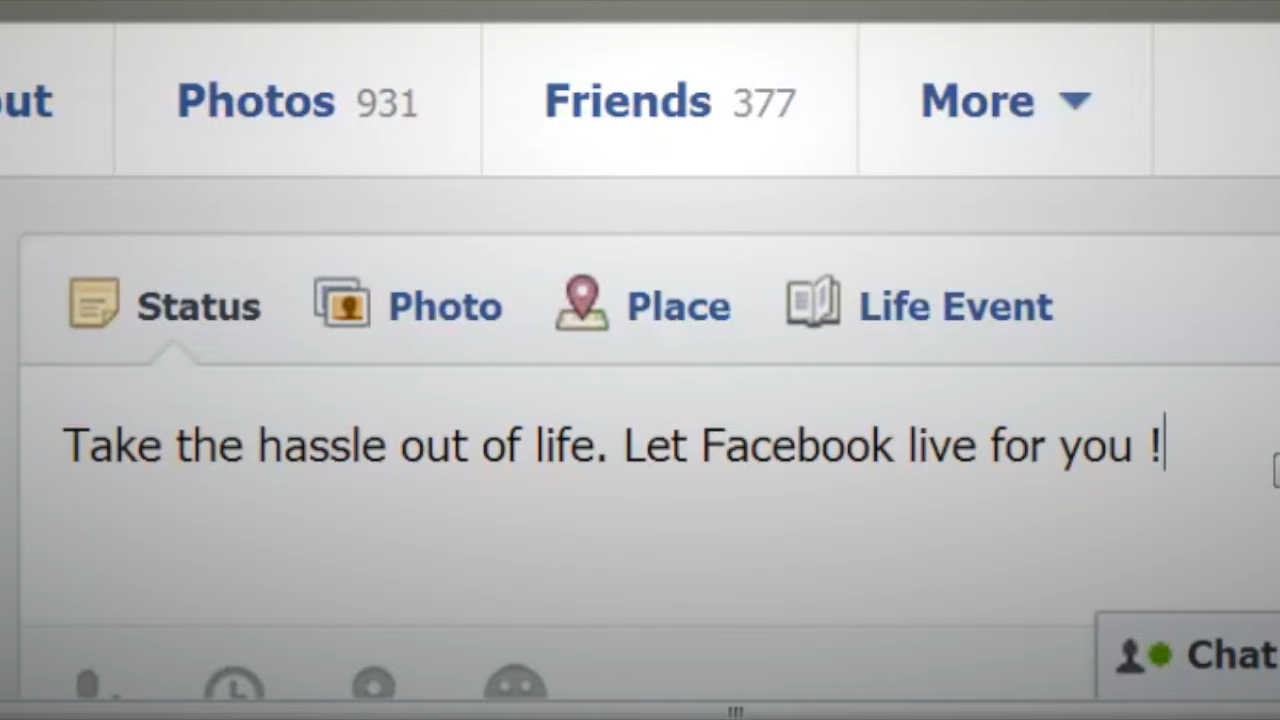 Photos 931 Friends 377 More
Status Photo Place Life Event
Take the hassle out of life. Let Facebook live for you !
Chat